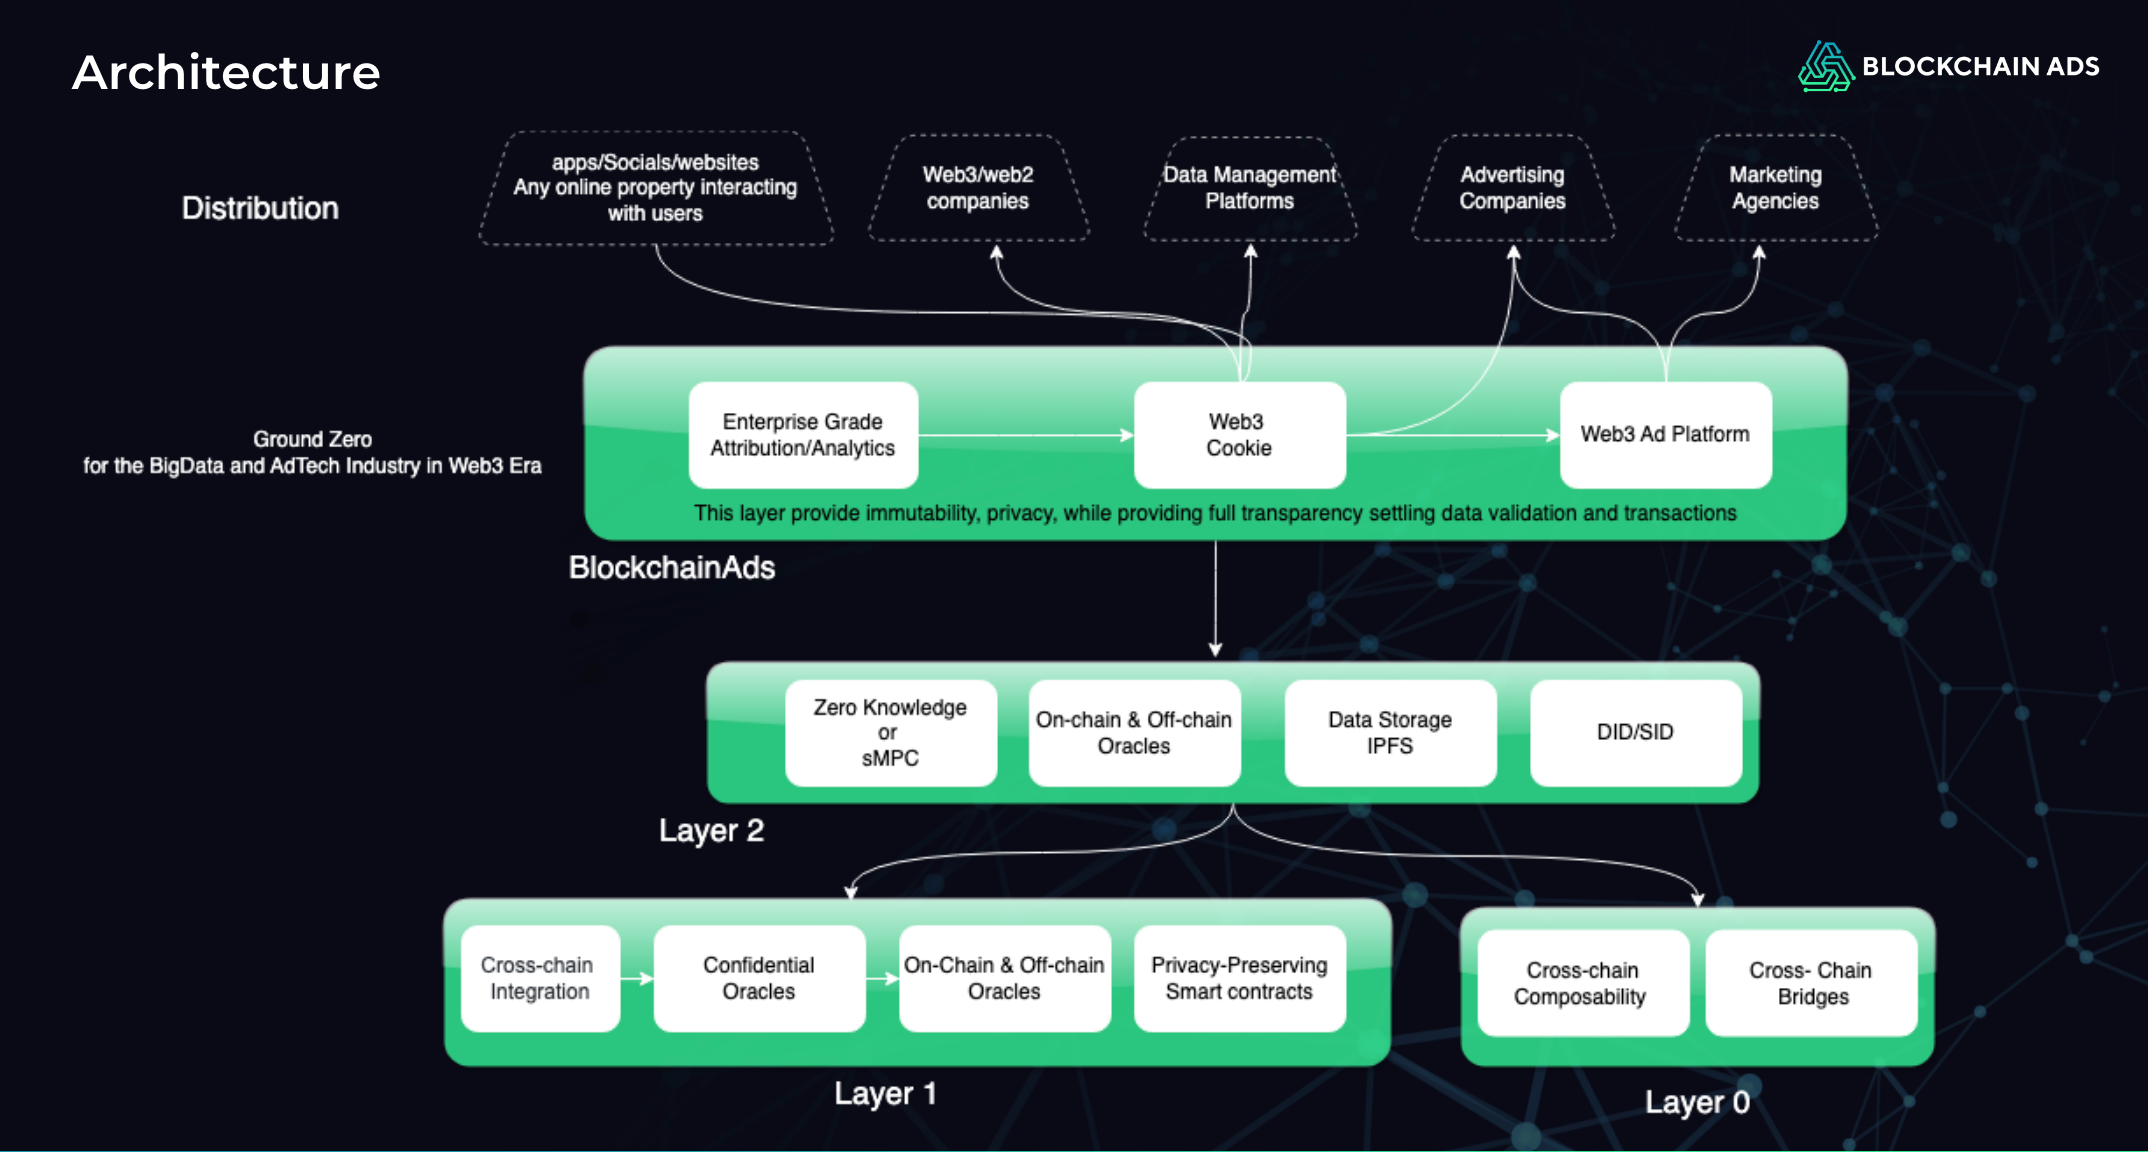 Architecture
BLOCKCHAIN ADS
Distribution
apps/Socials/websites
Any online property interacting
with users
Web3/web2
companies
Data Management
Platforms
Advertising
Companies
Marketing
Agencies
Ground Zero
for the BigData and AdTech Industry in Web3 Era
Enterprise Grade
Attribution/Analytics
Web3
Cookie
Web3 Ad Platform
This layer provide immutability, privacy, while providing full transparency settling data validation and transactions
BlockchainAds
Zero Knowledge
or
sMPC
On-chain & Off-chain
Oracles
Data Storage
IPFS
DID/SID
Layer 2
Cross-chain
Integration
Confidential
Oracles
On-Chain & Off-chain
Oracles
Privacy-Preserving
Smart contracts
Layer 1
Cross-chain
Composability
Cross- Chain
Bridges
Layer 0